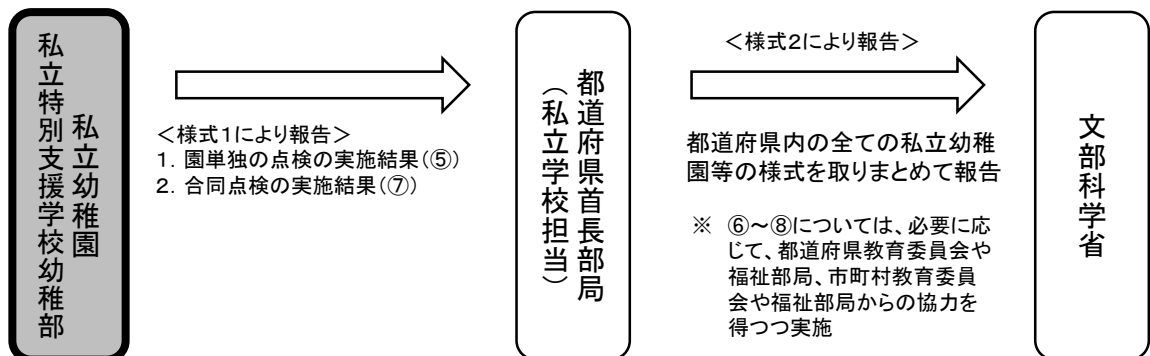 私立幼稚園
私立特別支援学校幼稚部
＜様式１により報告＞
１．園単独の点検の実施結果（⑤）
２．合同点検の実施結果（⑦）
都道府県首長部局
（私立学校担当）
＜様式２により報告＞
都道府県内の全ての私立幼稚
園等の様式を取りまとめて報告
※　⑥～⑧については、必要に応
じて、都道府県教育委員会や
福祉部局、市町村教育委員
会や福祉部局からの協力を
得つつ実施
文部科学省